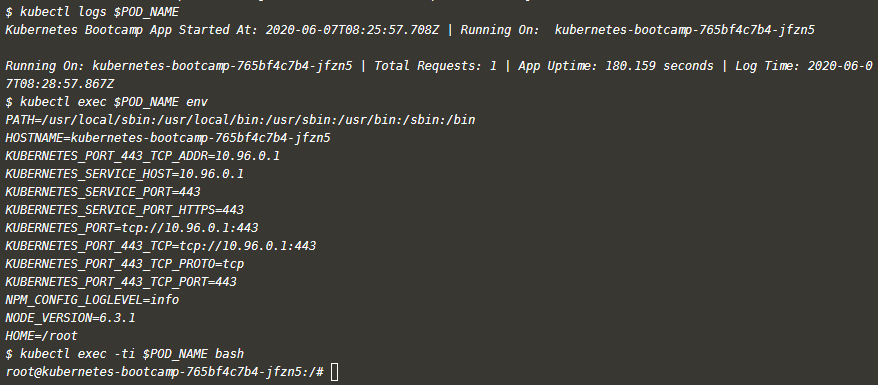 $ kubectl logs $POD_NAME
Kubernetes Bootcamp App Started At: 2020-06-07T08:25:57.708Z | Running On:  kubernetes-bootcamp-765bf4c7b4-jfzn5
Running On: kubernetes-bootcamp-765bf4c7b4-jfzn5 | Total Requests: 1 | App Uptime: 180.159 seconds | Log Time: 2020-06-0
7T08:28:57.867Z
$ kubectl exec $POD_NAME env
PATH=/usr/local/sbin:/usr/local/bin:/usr/sbin:/usr/bin:/sbin:/bin
HOSTNAME=kubernetes-bootcamp-765bf4c7b4-jfzn5
KUBERNETES_PORT_443_TCP_ADDR=10.96.0.1
KUBERNETES_SERVICE_HOST=10.96.0.1
KUBERNETES_SERVICE_PORT=443
KUBERNETES_SERVICE_PORT_HTTPS=443
KUBERNETES_PORT=tcp://10.96.0.1:443
KUBERNETES_PORT_443_TCP=tcp://10.96.0.1:443
KUBERNETES_PORT_443_TCP_PROTO=tcp
KUBERNETES_PORT_443_TCP_PORT=443
NPM_CONFIG_LOGLEVEL=info
NODE_VERSION=6.3.1
HOME=/root
$ kubectl exec -ti $POD_NAME bash
root@kubernetes-bootcamp-765bf4c7b4-jfzn5:/#